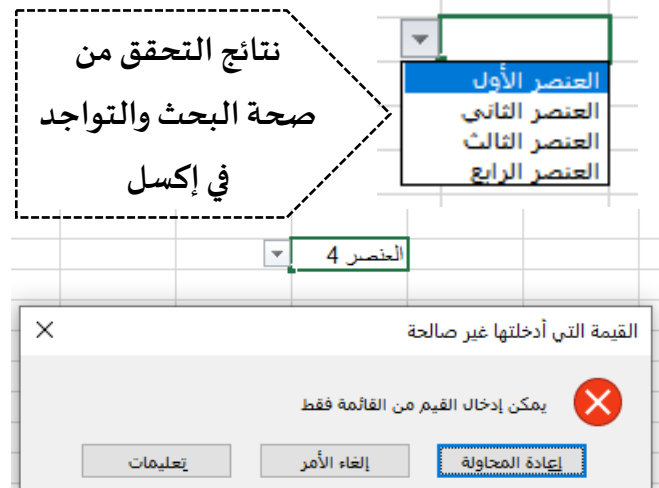 نتائج التحقق من
صحة البحث والتواجد
في إكسل
العنصر الأول
العنصر الثاني
العنصر الثالث
العنصر الرابع
العنصر 4
القيمة التي أدخلتها غير صالحة
يمكن إدخال القيم من القائمة فقط
إعادة المحاولة إلغاء الأمر تعليمات